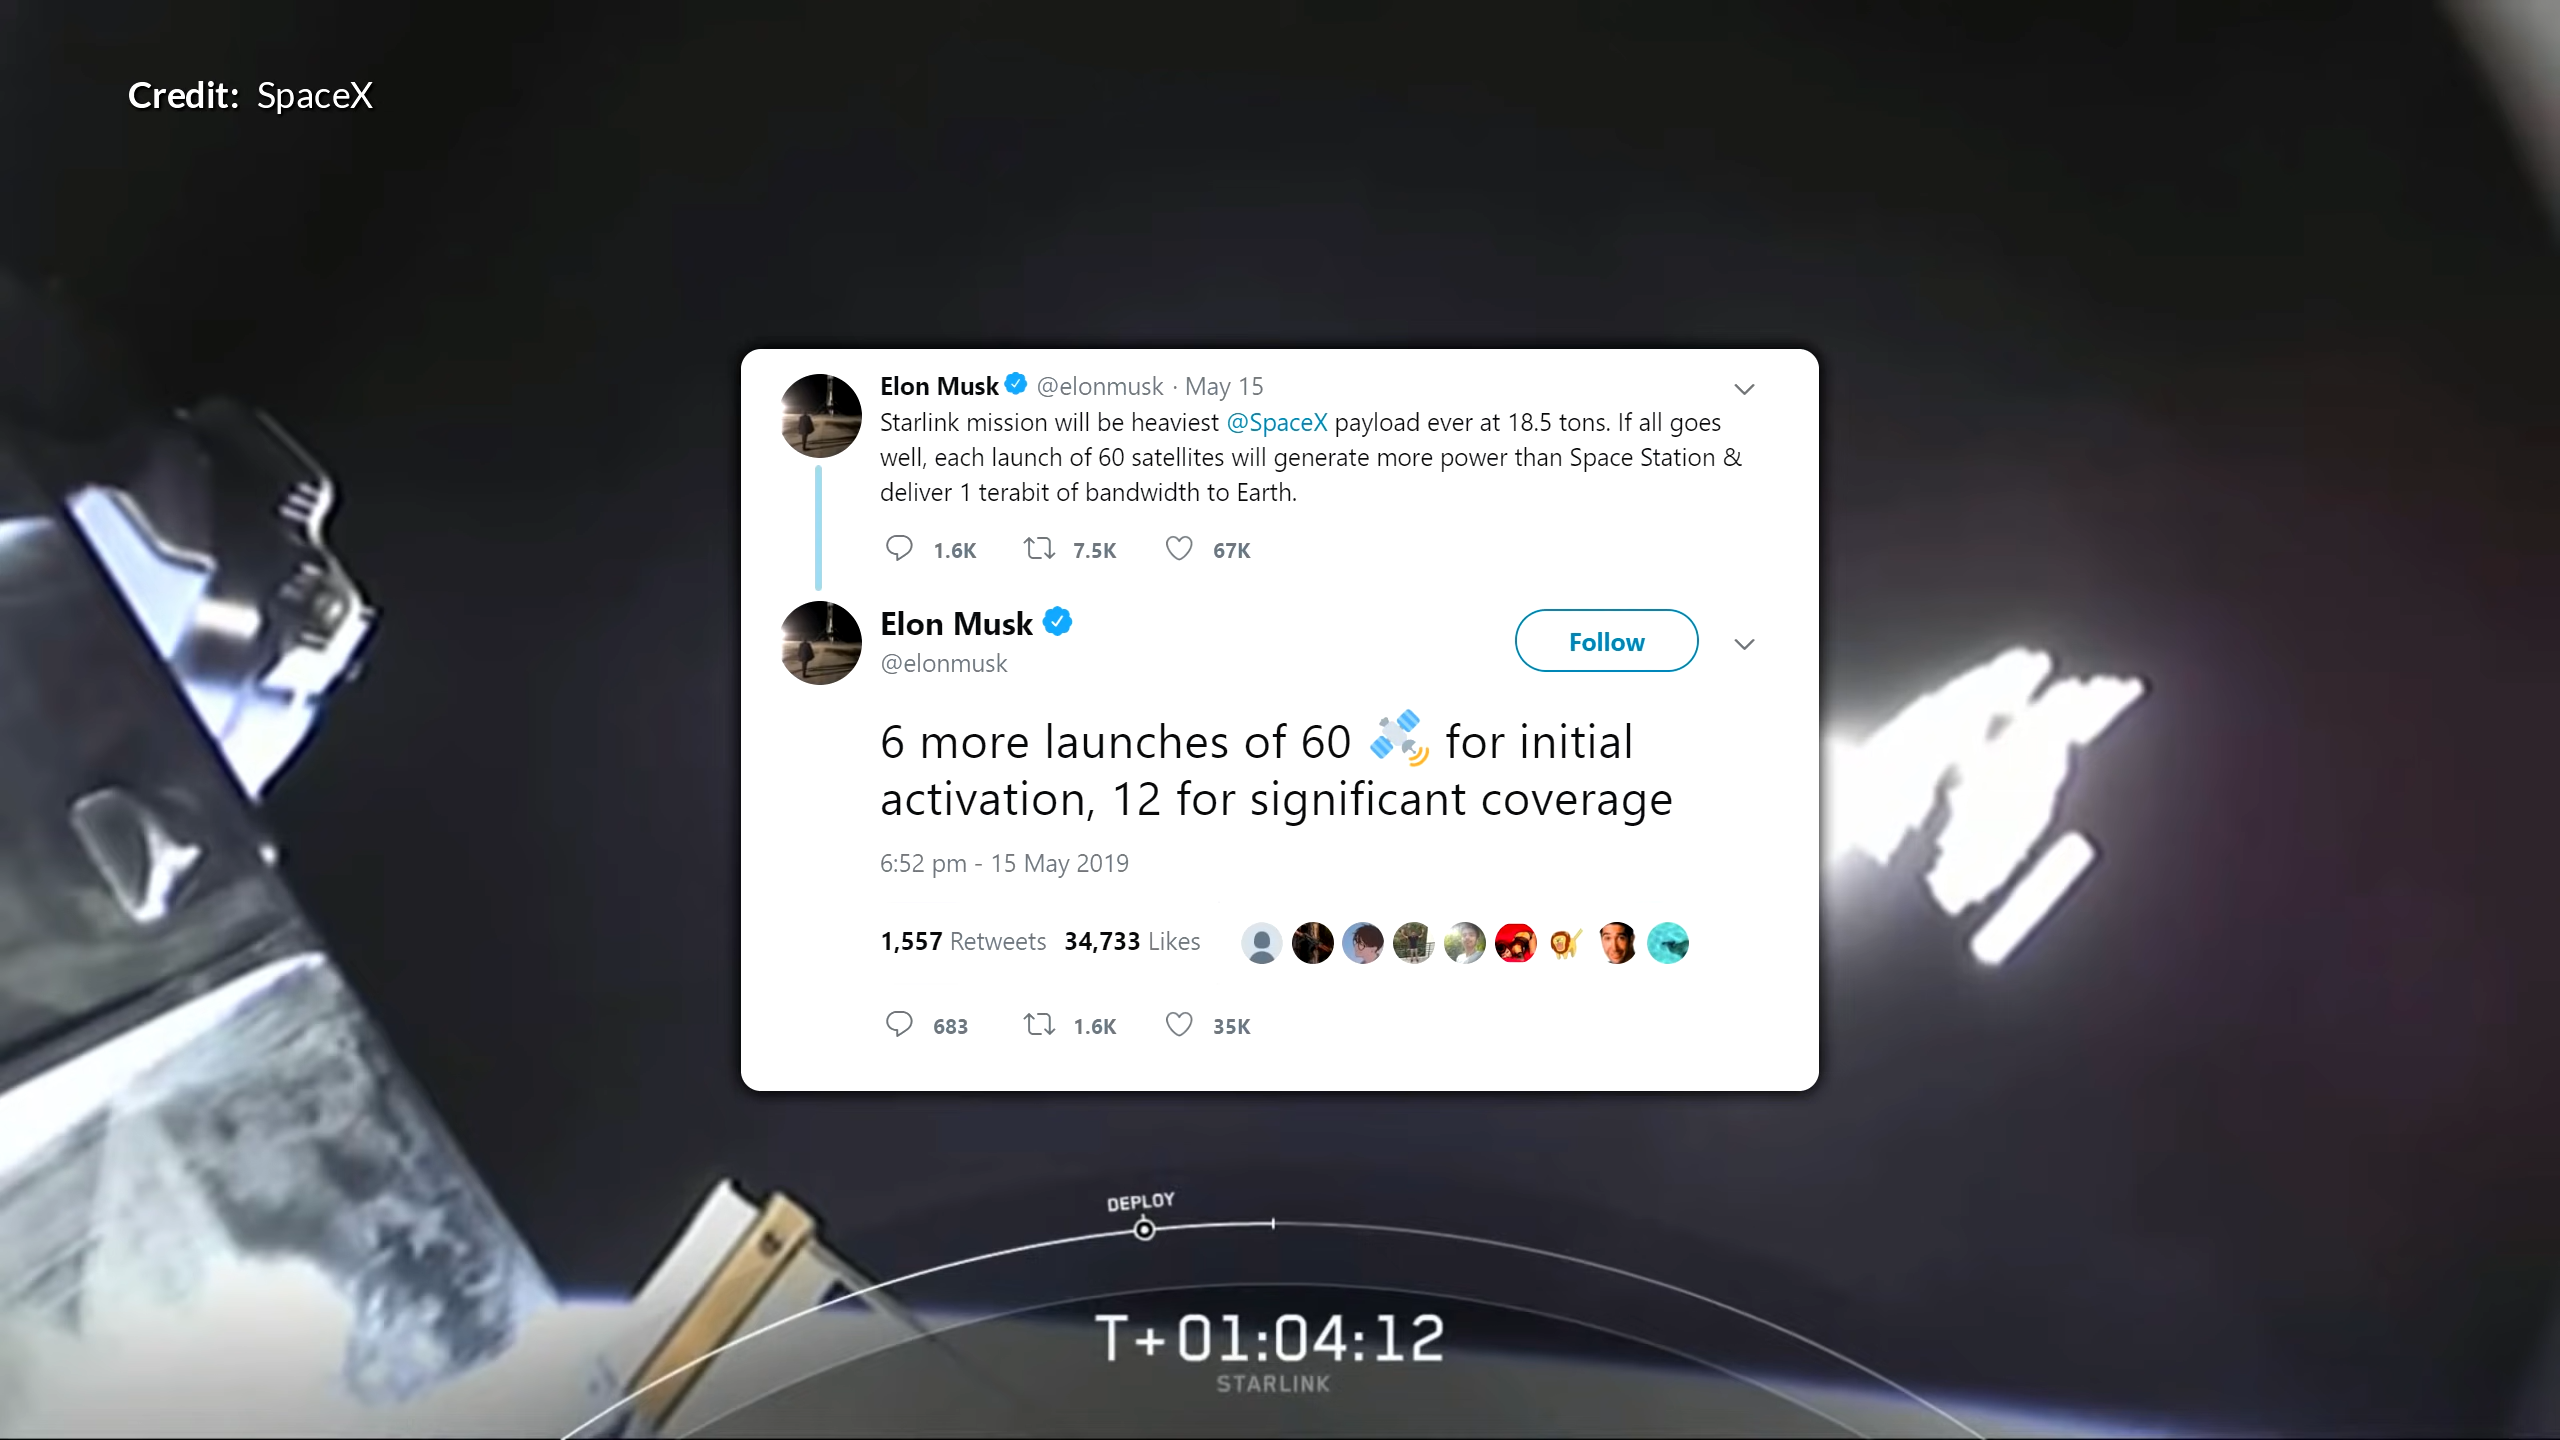 Credit: SpaceX
Elon Musk @elonmusk · May 15
Starlink mission will be heaviest @SpaceX payload ever at 18.5 tons. If all goes
well, each launch of 60 satellites will generate more power than Space Station &
deliver 1 terabit of bandwidth to Earth.
1.6K 7.5K 67K
Elon Musk
@elonmusk
Follow
6 more launches of 60 🛰 for initial
activation, 12 for significant coverage
6:52 pm - 15 May 2019
1,557 Retweets 34,733 Likes
683 1.6K 35K
DEPLOY
T+01:04:12
STARLINK